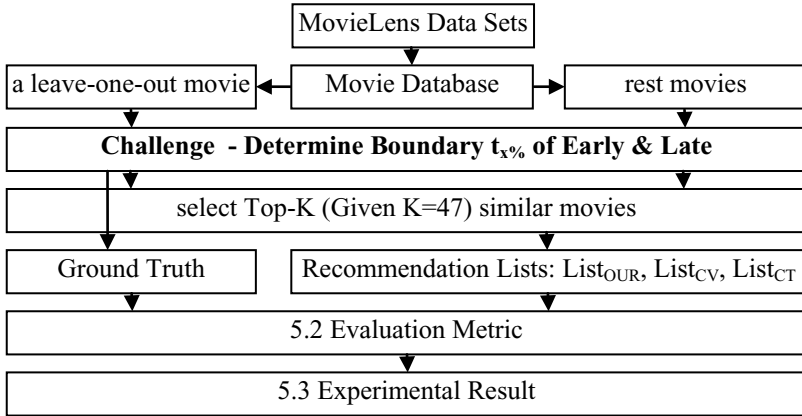 MovieLens Data Sets
a leave-one-out movie
Movie Database
rest movies
Challenge - Determine Boundary tx% of Early & Late
select Top-K (Given K=47) similar movies
Ground Truth
Recommendation Lists: ListOUR, ListCV, ListCT
5.2 Evaluation Metric
5.3 Experimental Result